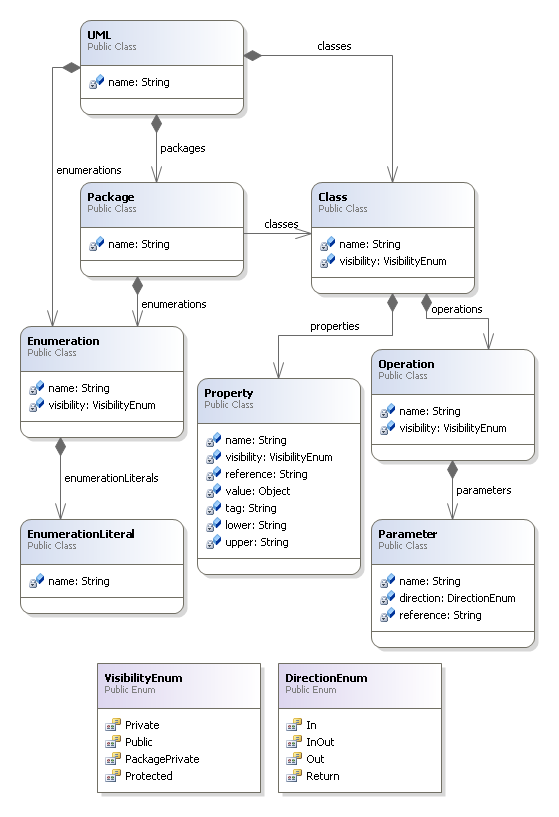 UML
Public Class
name: String
classes
enumerations
packages
Package
Public Class
name: String
classes
Class
Public Class
name: String
visibility: VisibilityEnum
enumerations
properties
operations
Enumeration
Public Class
name: String
visibility: VisibilityEnum
Property
Public Class
name: String
visibility: VisibilityEnum
reference: String
value: Object
tag: String
lower: String
upper: String
Operation
Public Class
name: String
visibility: VisibilityEnum
enumerationLiterals
parameters
EnumerationLiteral
Public Class
name: String
Parameter
Public Class
name: String
direction: DirectionEnum
reference: String
VisibilityEnum
Public Enum
Private
Public
PackagePrivate
Protected
DirectionEnum
Public Enum
In
InOut
Out
Return